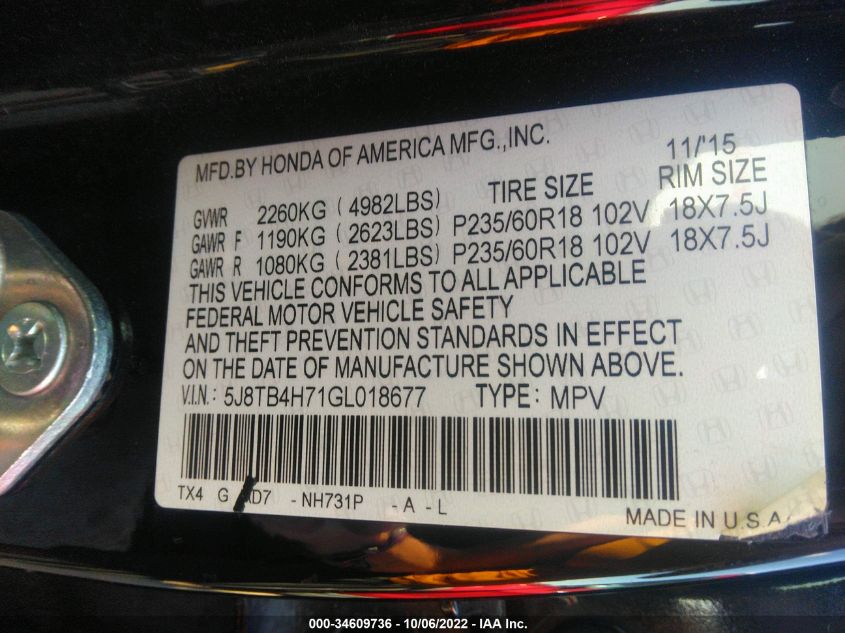 MFD.BY HONDA OF AMERICA MFG.,INC. 11/'15
TIRE SIZE RIM SIZE
GVWR 2260KG ( 4982LBS)
GAWR F 1190KG ( 2623LBS) P235/60R18 102V 18X7.5J
GAWR R 1080KG ( 2381LBS) P235/60R18 102V 18X7.5J
THIS VEHICLE CONFORMS TO ALL APPLICABLE
FEDERAL MOTOR VEHICLE SAFETY
AND THEFT PREVENTION STANDARDS IN EFFECT
ON THE DATE OF MANUFACTURE SHOWN ABOVE.
V.I.N.: 5J8TB4H71GL018677 TYPE: MPV
TX4 G AD7 - NH731P - A - L
MADE IN U.S.A.
000-34609736 - 10/06/2022 - IAA Inc.